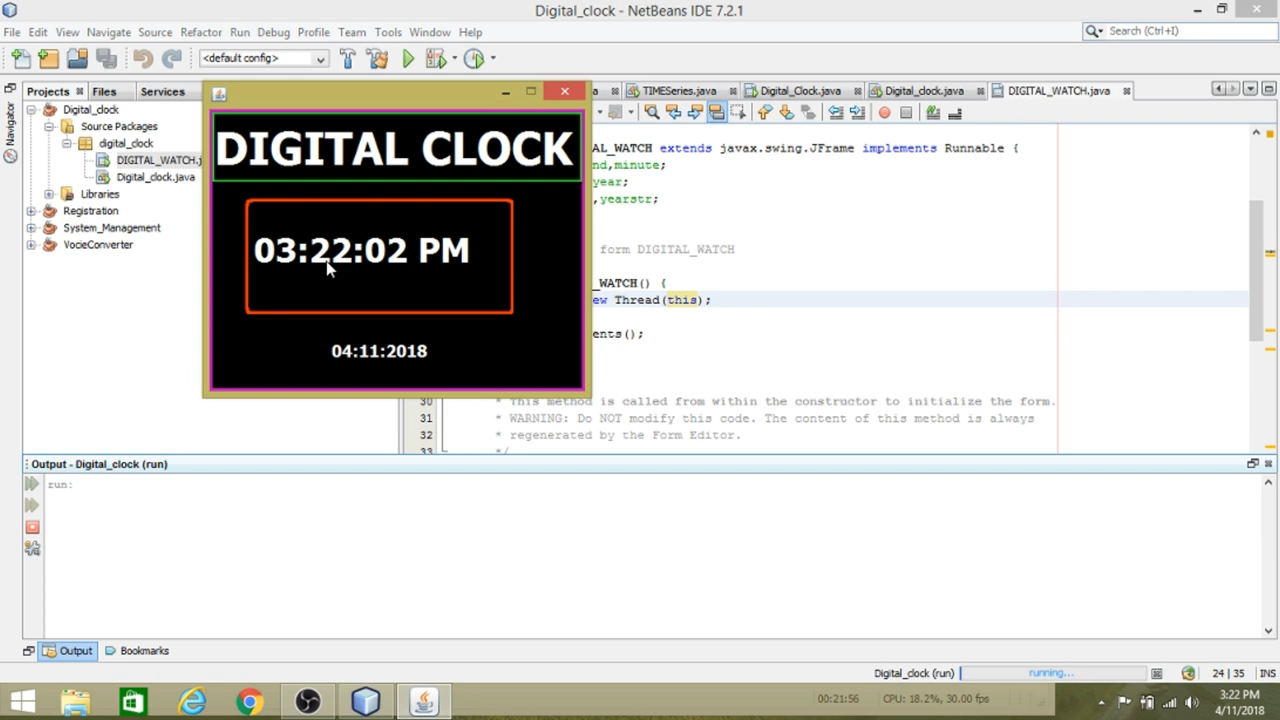 Digital_clock - NetBeans IDE 7.2.1
File Edit View Navigate Source Refactor Run Debug Profile Team Tools Window Help
Search (Ctrl+I)
<default config>
Navigator
Projects Files Services
Digital_clock
Source Packages
digital_clock
DIGITAL_WATCH.j
Digital_clock.java
Libraries
Registration
System_Management
VocieConverter
DIGITAL CLOCK
03:22:02 PM
04:11:2018
a TIMESeries.java Digital_Clock.java Digital_clock.java DIGITAL_WATCH.java
AL_WATCH extends javax.swing.JFrame implements Runnable {
nd,minute;
year;
,yearstr;
form DIGITAL_WATCH
_WATCH() {
ew Thread(this);
ents();
30 * This method is called from within the constructor to initialize the form.
31 * WARNING: Do NOT modify this code. The content of this method is always
32 * regenerated by the Form Editor.
33 */
Output - Digital_clock (run)
run:
Output Bookmarks
Digital_clock (run) running... 24 | 35 INS
00:21:56 CPU: 18.2%, 30.00 fps
3:22 PM
4/11/2018